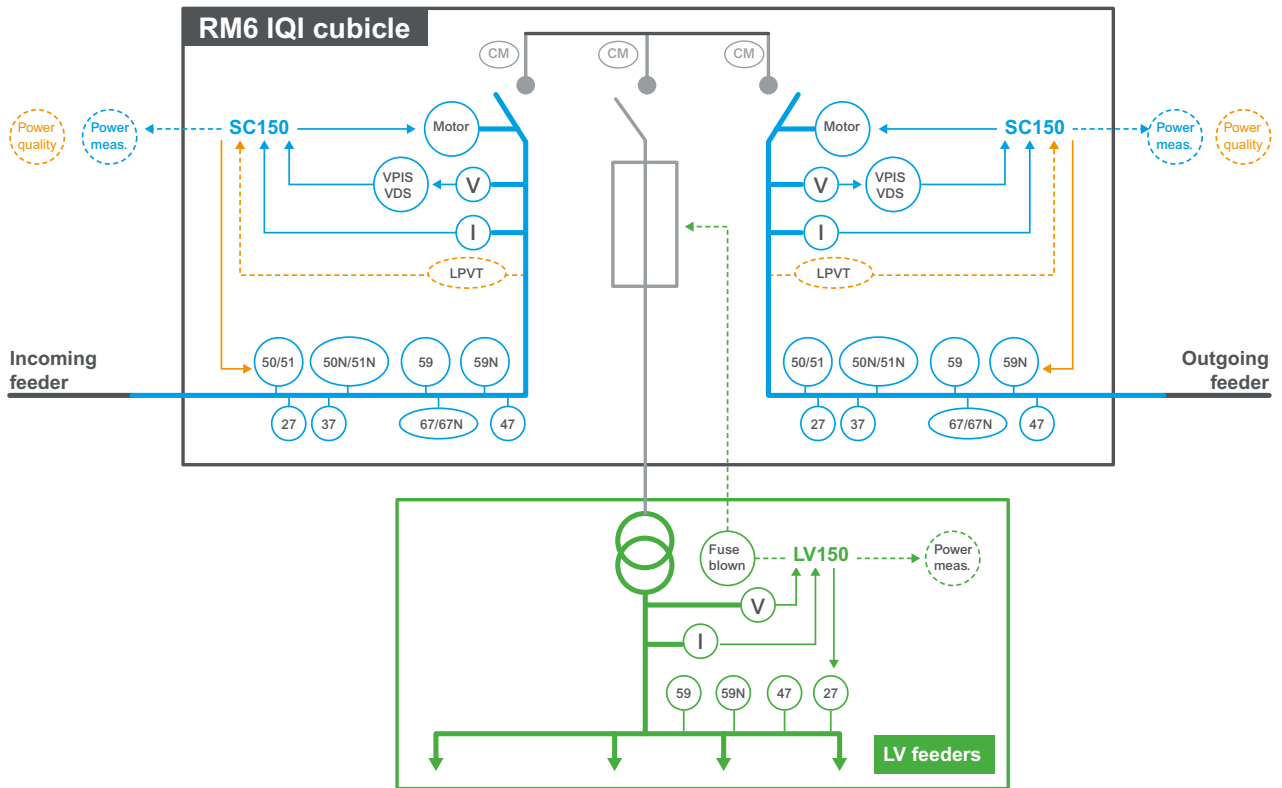 RM6 IQI cubicle
CM
CM
CM
Power
quality
Power
meas.
SC150
Motor
Motor
SC150
Power
meas.
Power
quality
VPIS
VDS
V
V
VPIS
VDS
I
I
LPVT
LPVT
Incoming
feeder
50/51
50N/51N
59
59N
27
37
67/67N
47
50/51
50N/51N
59
59N
27
37
67/67N
47
Outgoing
feeder
Fuse
blown
LV150
Power
meas.
V
I
59
59N
47
27
LV feeders